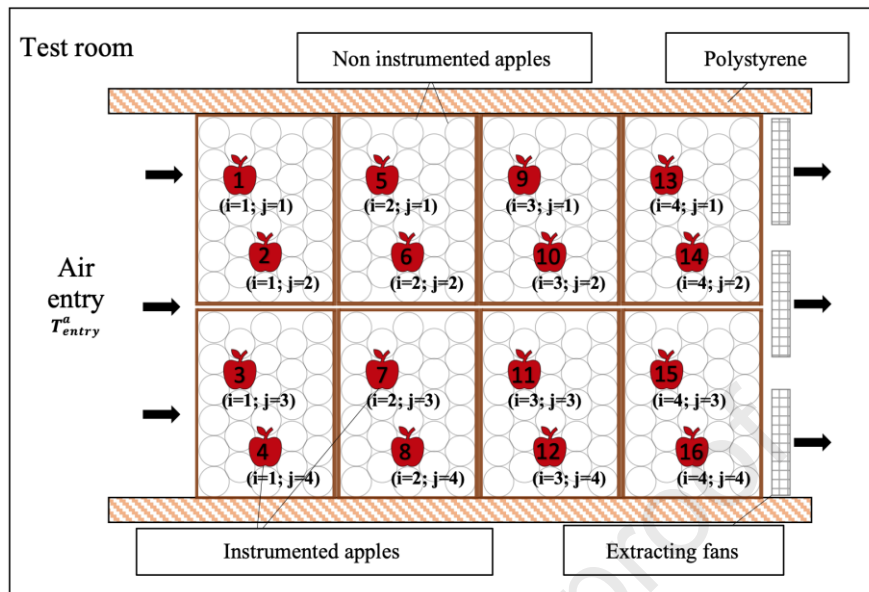 Test room
Non instrumented apples
Polystyrene
1
5
9
13
(i=1; j=1)
(i=2; j=1)
(i=3; j=1)
(i=4; j=1)
2
6
10
14
(i=1; j=2)
(i=2; j=2)
(i=3; j=2)
(i=4; j=2)
Air
entry
T^a_entry
3
7
11
15
(i=1; j=3)
(i=2; j=3)
(i=3; j=3)
(i=4; j=3)
4
8
12
16
(i=1; j=4)
(i=2; j=4)
(i=3; j=4)
(i=4; j=4)
Instrumented apples
Extracting fans
proof